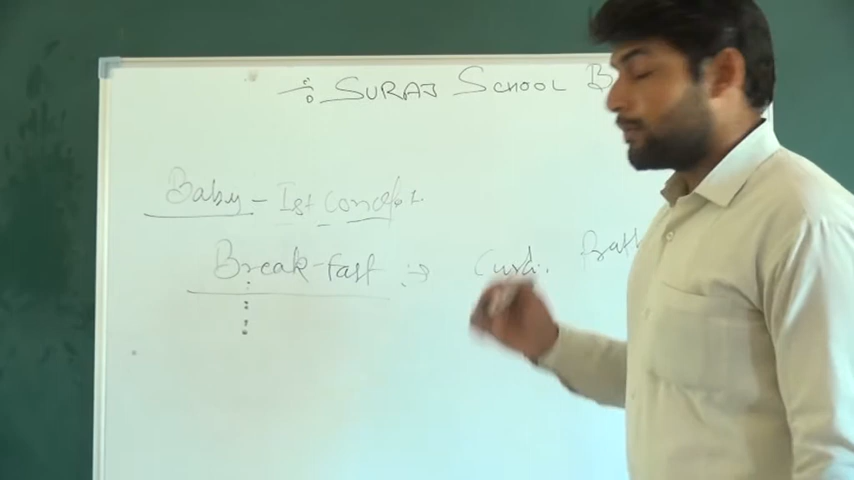 SURAJ SCHOOL B
Baby - Ist concept.
Break-fast Curd.